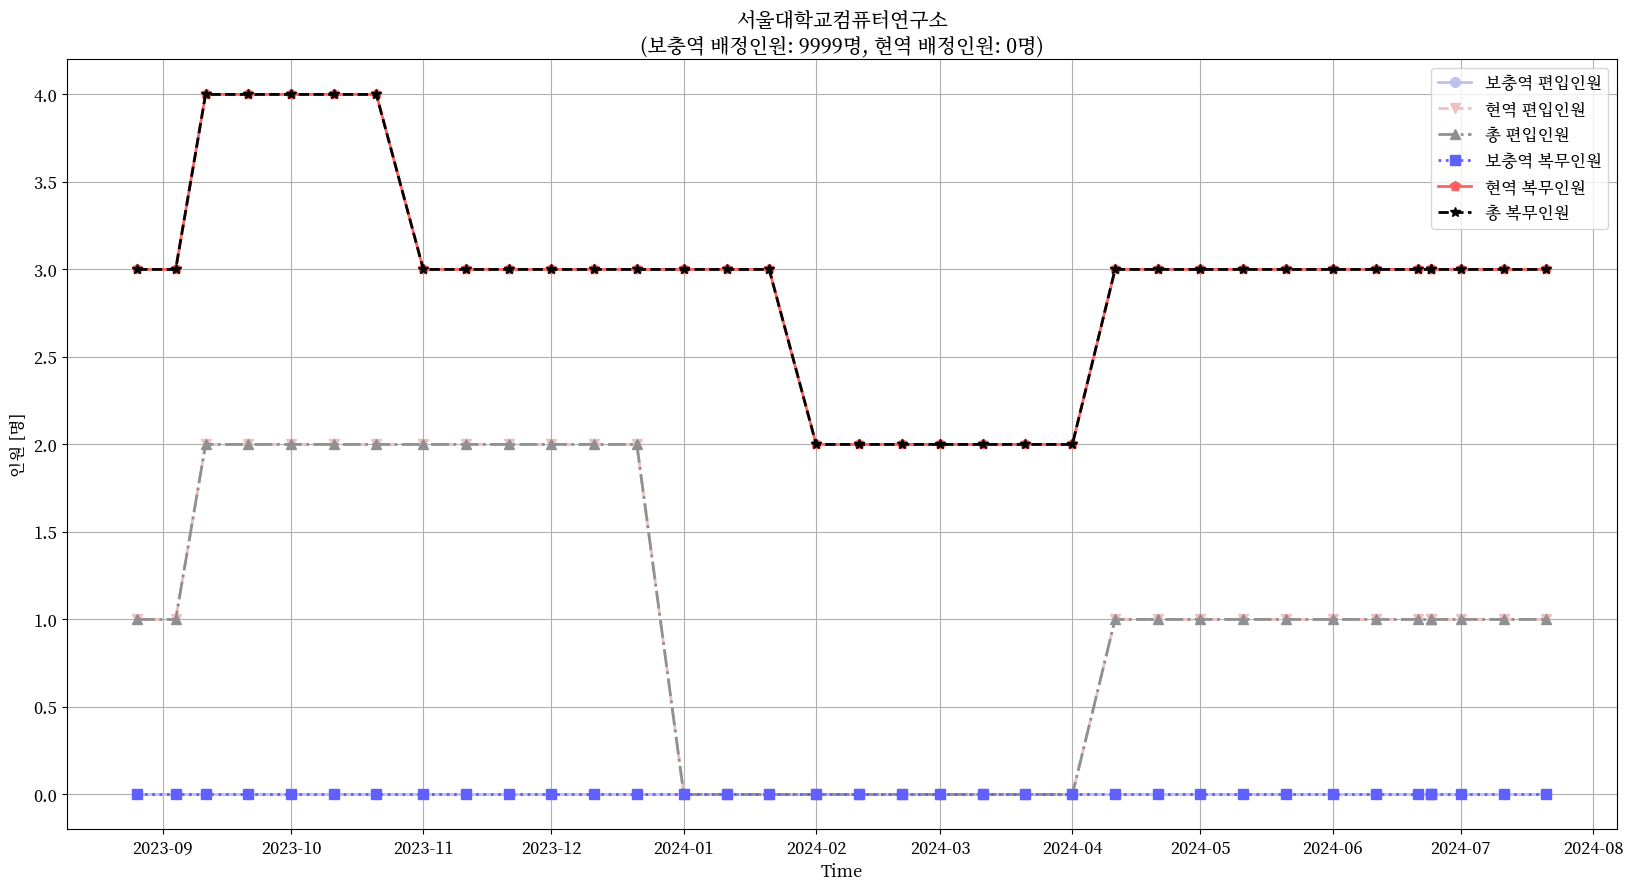 서울대학교컴퓨터연구소
(보충역 배정인원: 9999명, 현역 배정인원: 0명)
보충역 편입인원
현역 편입인원
총 편입인원
보충역 복무인원
현역 복무인원
총 복무인원
인원 [명]
4.0
3.5
3.0
2.5
2.0
1.5
1.0
0.5
0.0
2023-09 2023-10 2023-11 2023-12 2024-01 2024-02 2024-03 2024-04 2024-05 2024-06 2024-07 2024-08
Time